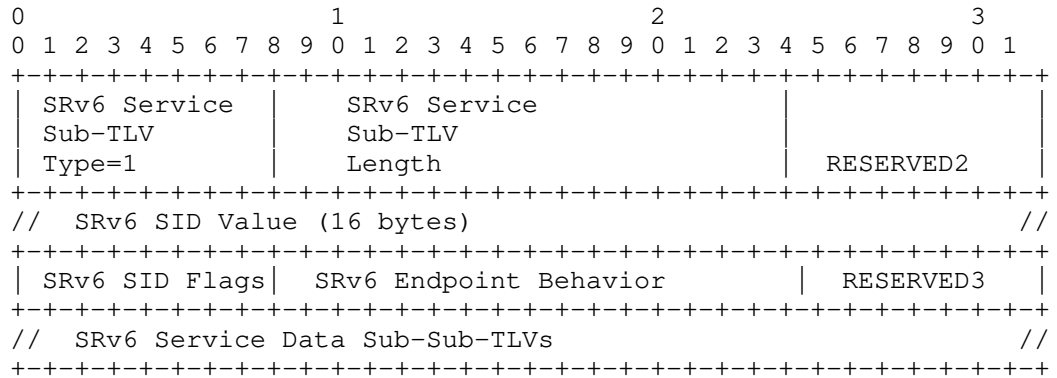 0                   1                   2                   3
0 1 2 3 4 5 6 7 8 9 0 1 2 3 4 5 6 7 8 9 0 1 2 3 4 5 6 7 8 9 0 1
+-+-+-+-+-+-+-+-+-+-+-+-+-+-+-+-+-+-+-+-+-+-+-+-+-+-+-+-+-+-+-+-+
| SRv6 Service  |    SRv6 Service               |               |
| Sub-TLV       |    Sub-TLV                    |               |
| Type=1        |    Length                     |  RESERVED2    |
+-+-+-+-+-+-+-+-+-+-+-+-+-+-+-+-+-+-+-+-+-+-+-+-+-+-+-+-+-+-+-+-+
//  SRv6 SID Value (16 bytes)                                  //
+-+-+-+-+-+-+-+-+-+-+-+-+-+-+-+-+-+-+-+-+-+-+-+-+-+-+-+-+-+-+-+-+
| SRv6 SID Flags|  SRv6 Endpoint Behavior        |  RESERVED3   |
+-+-+-+-+-+-+-+-+-+-+-+-+-+-+-+-+-+-+-+-+-+-+-+-+-+-+-+-+-+-+-+-+
//  SRv6 Service Data Sub-Sub-TLVs                             //
+-+-+-+-+-+-+-+-+-+-+-+-+-+-+-+-+-+-+-+-+-+-+-+-+-+-+-+-+-+-+-+-+